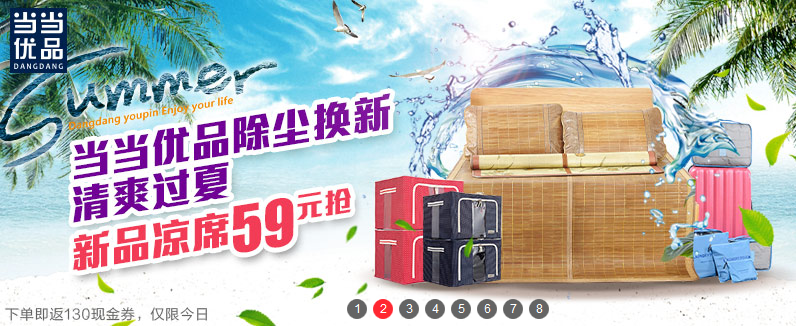 当当
优品
DANGDANG
Summer
Dangdang youpin Enjoy your life
当当优品除尘换新
清爽过夏
新品凉席59元抢
下单即返130现金券，仅限今日
1 2 3 4 5 6 7 8